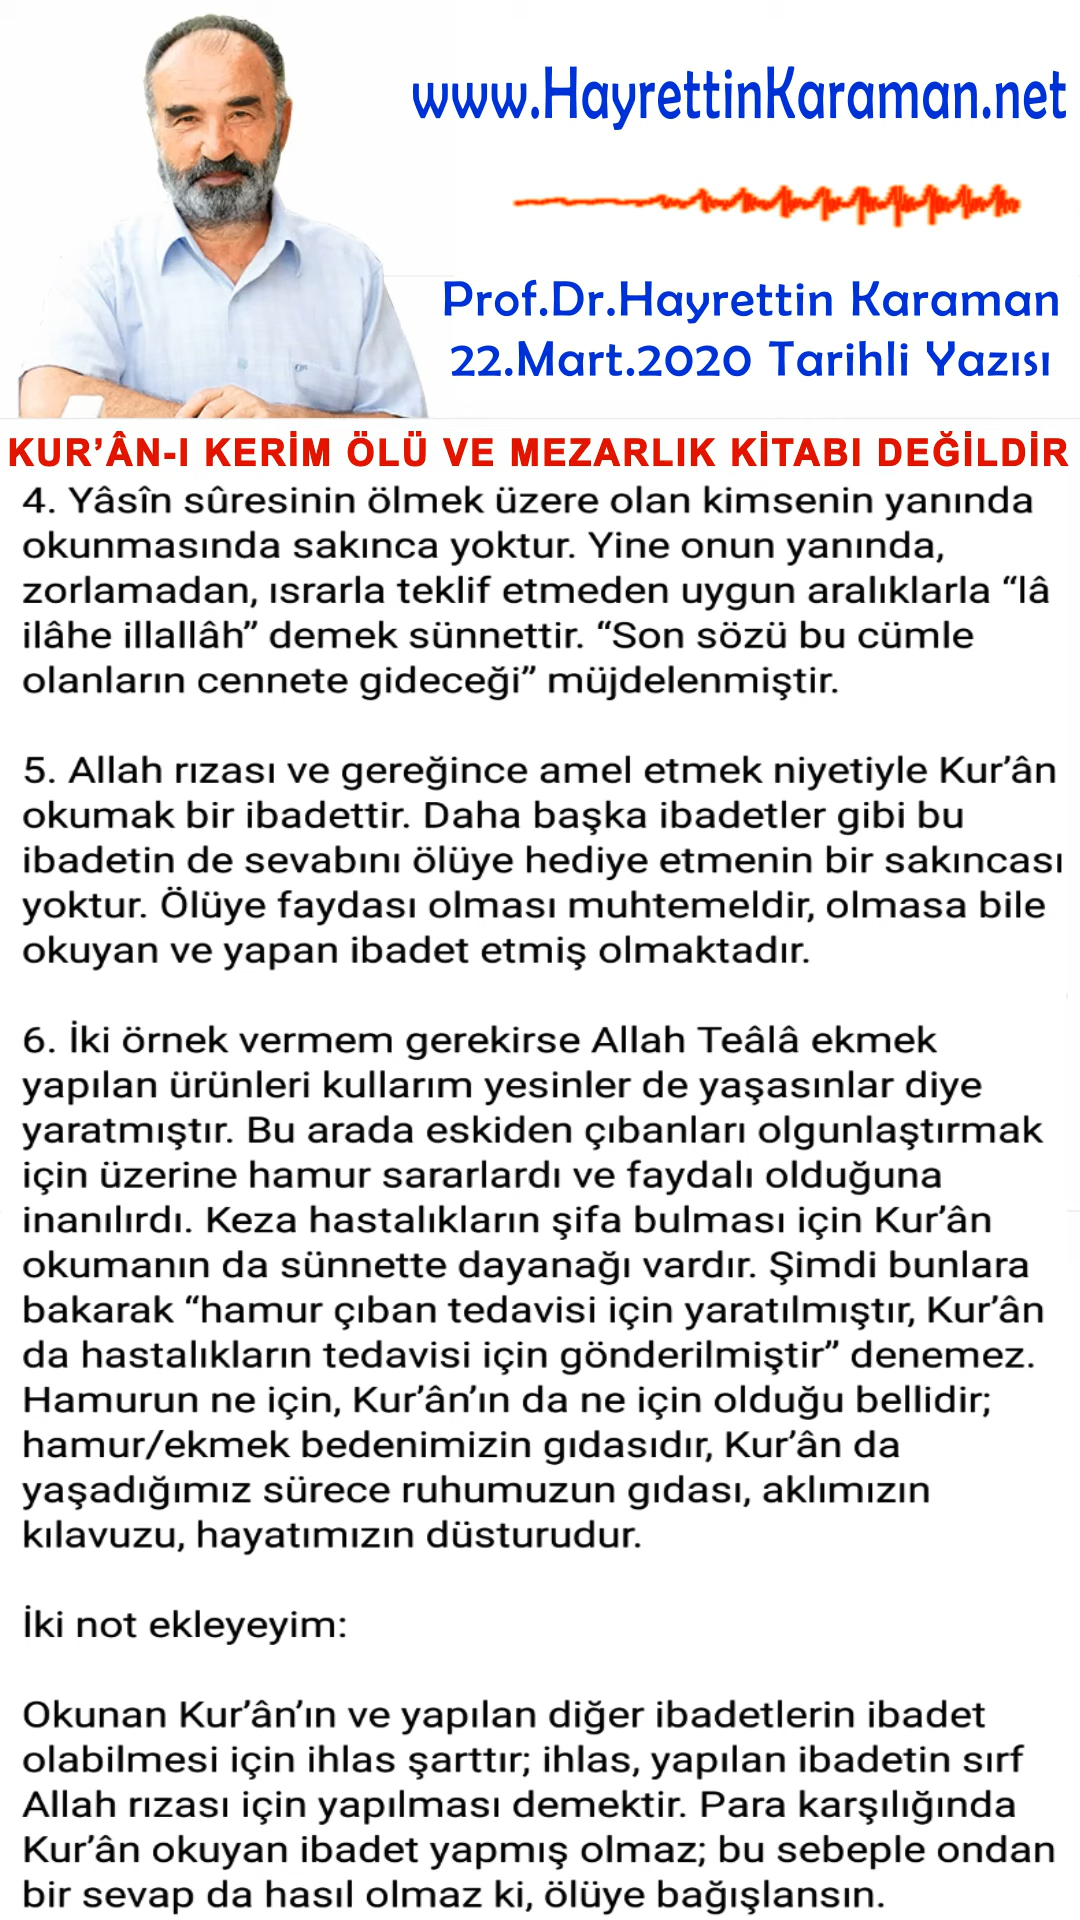 www.HayrettinKaraman.net
Prof.Dr.Hayrettin Karaman
22.Mart.2020 Tarihli Yazısı
KUR’ÂN-I KERİM ÖLÜ VE MEZARLIK KİTABI DEĞİLDİR
4. Yâsîn sûresinin ölmek üzere olan kimsenin yanında
okunmasında sakınca yoktur. Yine onun yanında,
zorlamadan, ısrarla teklif etmeden uygun aralıklarla “lâ
ilâhe illallâh” demek sünnettir. “Son sözü bu cümle
olanların cennete gideceği” müjdelenmiştir.
5. Allah rızası ve gereğince amel etmek niyetiyle Kur’ân
okumak bir ibadettir. Daha başka ibadetler gibi bu
ibadetin de sevabını ölüye hediye etmenin bir sakıncası
yoktur. Ölüye faydası olması muhtemeldir, olmasa bile
okuyan ve yapan ibadet etmiş olmaktadır.
6. İki örnek vermem gerekirse Allah Teâlâ ekmek
yapılan ürünleri kullarım yesinler de yaşasınlar diye
yaratmıştır. Bu arada eskiden çıbanları olgunlaştırmak
için üzerine hamur sararlardı ve faydalı olduğuna
inanılırdı. Keza hastalıkların şifa bulması için Kur’ân
okumanın da sünnette dayanağı vardır. Şimdi bunlara
bakarak “hamur çıban tedavisi için yaratılmıştır, Kur’ân
da hastalıkların tedavisi için gönderilmiştir” denemez.
Hamurun ne için, Kur’ân’ın da ne için olduğu bellidir;
hamur/ekmek bedenimizin gıdasıdır, Kur’ân da
yaşadığımız sürece ruhumuzun gıdası, aklımızın
kılavuzu, hayatımızın düsturudur.
İki not ekleyeyim:
Okunan Kur’ân’ın ve yapılan diğer ibadetlerin ibadet
olabilmesi için ihlas şarttır; ihlas, yapılan ibadetin sırf
Allah rızası için yapılması demektir. Para karşılığında
Kur’ân okuyan ibadet yapmış olmaz; bu sebeple ondan
bir sevap da hasıl olmaz ki, ölüye bağışlansın.